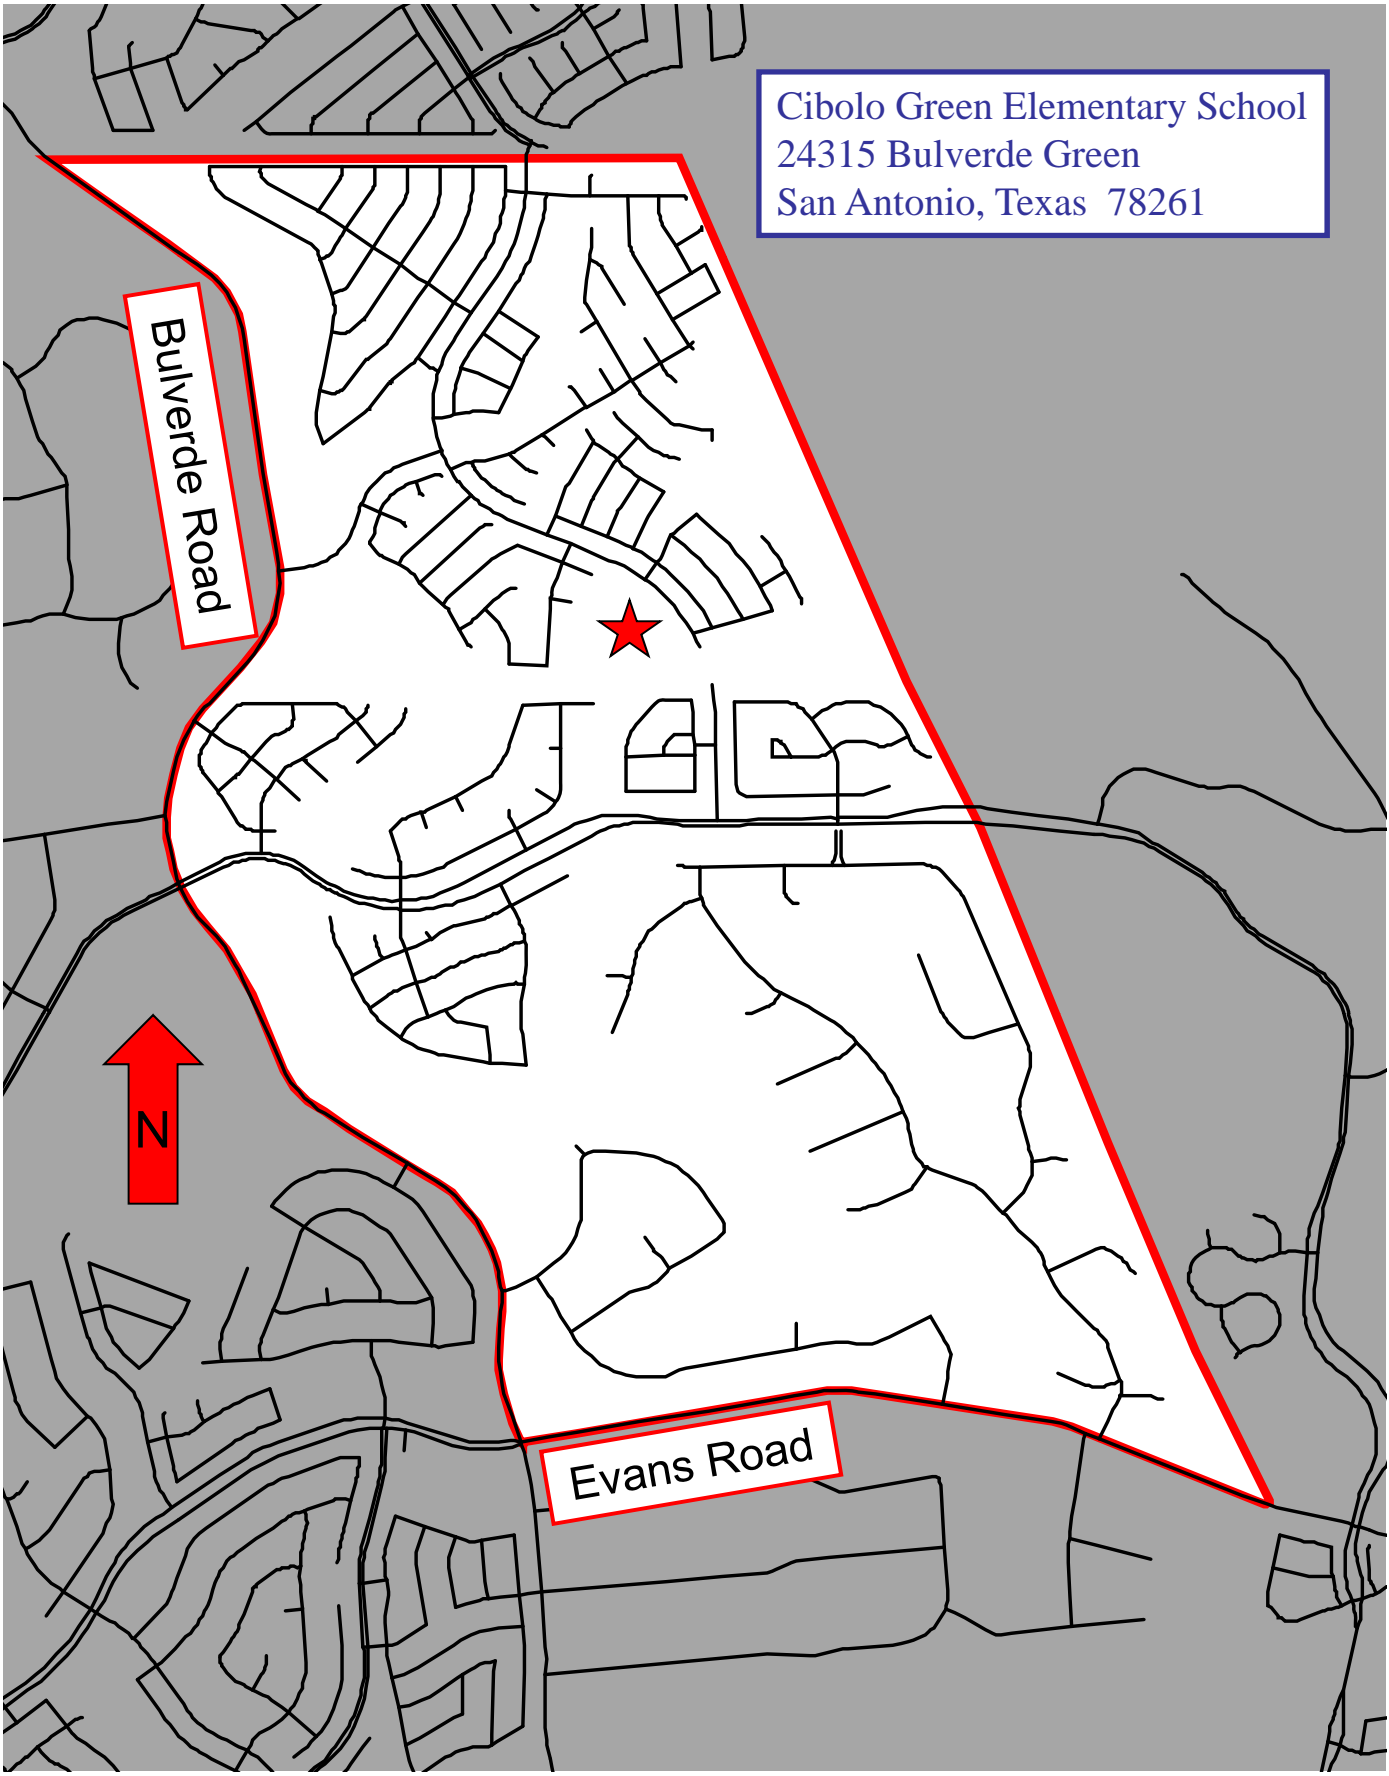 Cibolo Green Elementary School
24315 Bulverde Green
San Antonio, Texas  78261
Bulverde Road
N
Evans Road